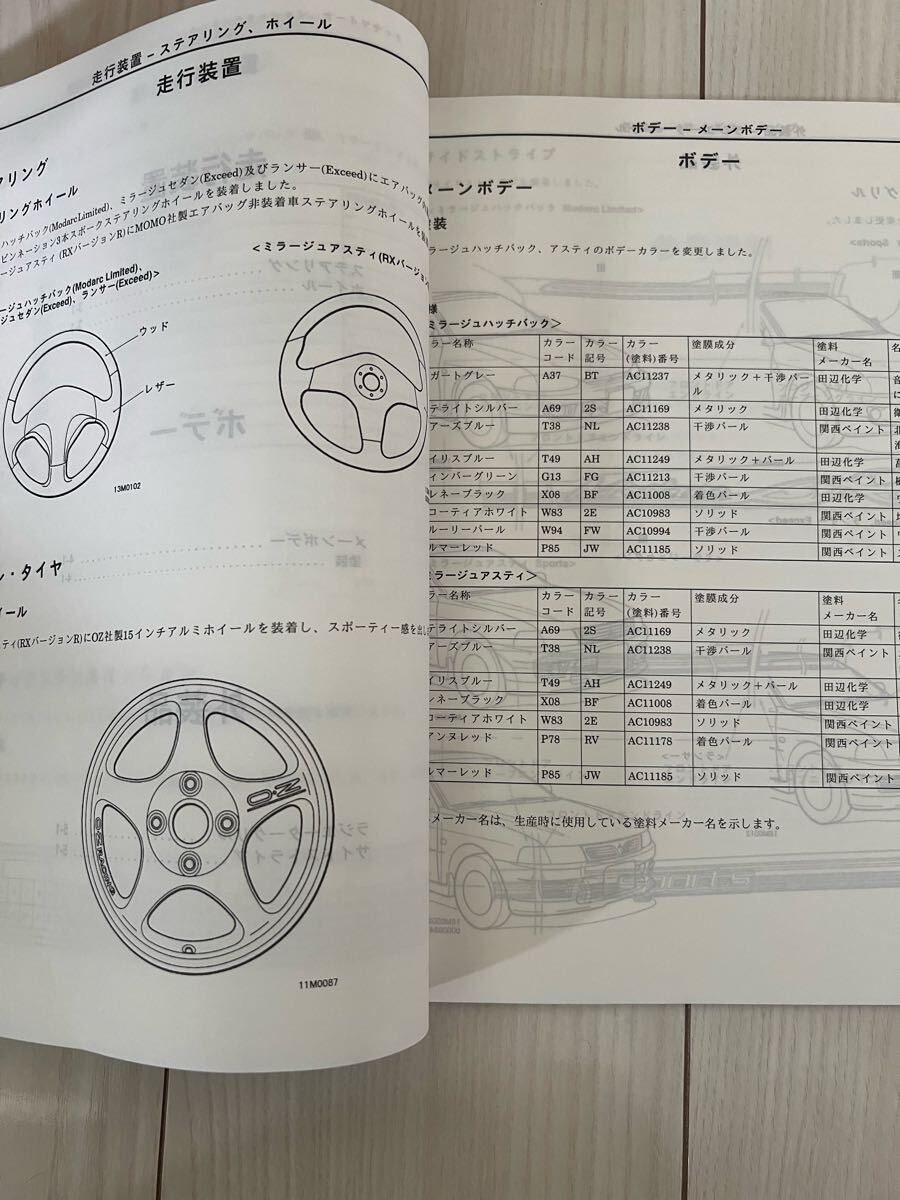 走行装置 – ステアリング、ホイール
走行装置
アリング
リングホイール
ハッチバック(ModarcLimited)、ミラージュセダン(Exceed)及びランサー(Exceed)にエアバッグ
ビンネーション3本スポークステアリングホイールを装着しました。
ージュアスティ(RXバージョンR)にMOMO社製エアバッグ非装着車ステアリングホイールを
ージュハッチバック(Modarc Limited)、
ジュセダン(Exceed)、ランサー(Exceed)>
<ミラージュアスティ(RXバージョン
ウッド
レザー
13M0102
ル・タイヤ
イール
ティ(RXバージョンR)にOZ社製15インチアルミホイールを装着し、スポーティー感を出し
O・Z
O・Z RACING
11M0087
ボデー – メーンボデー
ボデー
メーンボデー
装
ラージュハッチバック、アスティのボデーカラーを変更しました。
様
ミラージュハッチバック>
ラー名称 カラーコード カラー記号 カラー(塗料)番号 塗膜成分 塗料メーカー名
ガートグレー A37 BT AC11237 メタリック+干渉パール 田辺化学
テライトシルバー A69 2S AC11169 メタリック 田辺化学
アーズブルー T38 NL AC11238 干渉パール 関西ペイント
イリスブルー T49 AH AC11249 メタリック+パール 田辺化学
ィンバーグリーン G13 FG AC11213 干渉パール 関西ペイント
レネーブラック X08 BF AC11008 着色パール 田辺化学
コーティアホワイト W83 2E AC10983 ソリッド 関西ペイント
ルーリーパール W94 FW AC10994 干渉パール 関西ペイント
ルマーレッド P85 JW AC11185 ソリッド 関西ペイント
ミラージュアスティ>
ラー名称 カラーコード カラー記号 カラー(塗料)番号 塗膜成分 塗料メーカー名
テライトシルバー A69 2S AC11169 メタリック 田辺化学
アーズブルー T38 NL AC11238 干渉パール 関西ペイント
イリスブルー T49 AH AC11249 メタリック+パール 田辺化学
ンネーブラック X08 BF AC11008 着色パール 田辺化学
コーティアホワイト W83 2E AC10983 ソリッド 関西ペイント
アンヌレッド P78 RV AC11178 着色パール 関西ペイント
ルマーレッド P85 JW AC11185 ソリッド 関西ペイント
メーカー名は、生産時に使用している塗料メーカー名を示します。